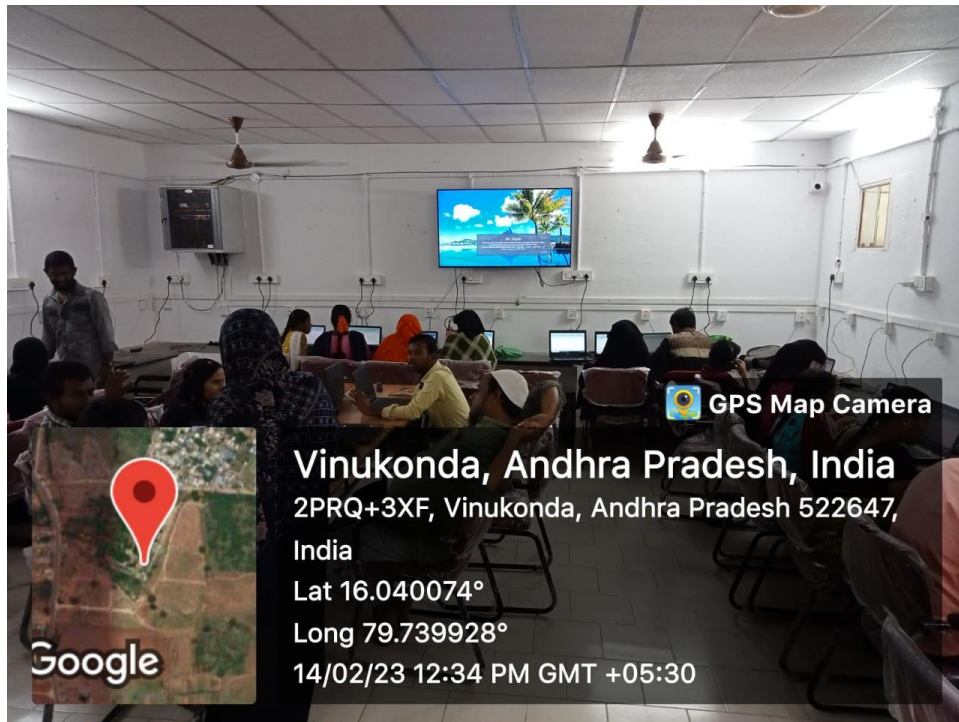 GPS Map Camera
Vinukonda, Andhra Pradesh, India
2PRQ+3XF, Vinukonda, Andhra Pradesh 522647,
India
Lat 16.040074°
Long 79.739928°
14/02/23 12:34 PM GMT +05:30
Google